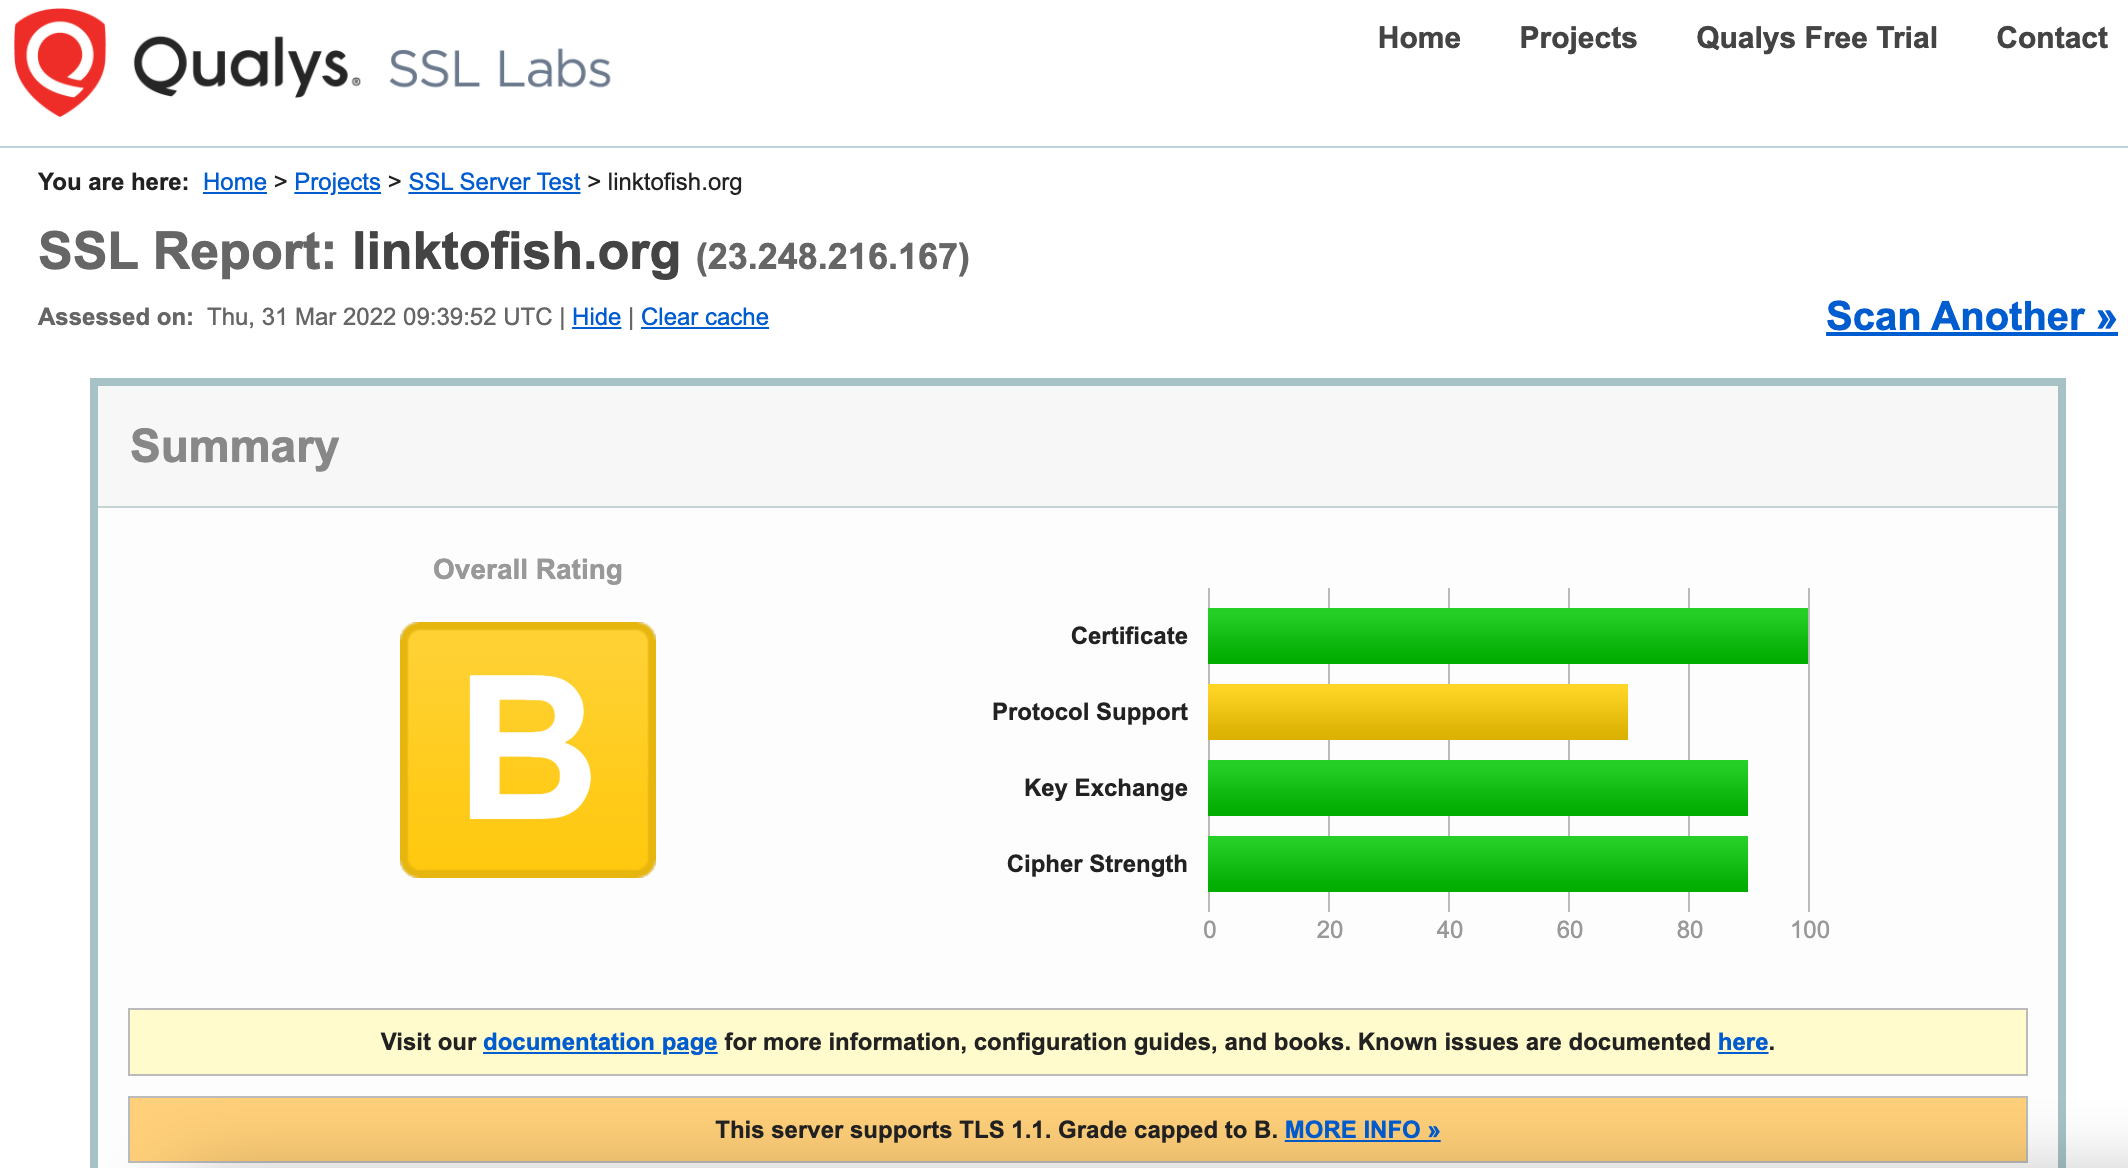 Qualys. SSL Labs
Home Projects Qualys Free Trial Contact
You are here: Home > Projects > SSL Server Test > linktofish.org
SSL Report: linktofish.org (23.248.216.167)
Assessed on: Thu, 31 Mar 2022 09:39:52 UTC | Hide | Clear cache
Scan Another »
Summary
Overall Rating
B
Certificate
Protocol Support
Key Exchange
Cipher Strength
0 20 40 60 80 100
Visit our documentation page for more information, configuration guides, and books. Known issues are documented here.
This server supports TLS 1.1. Grade capped to B. MORE INFO »